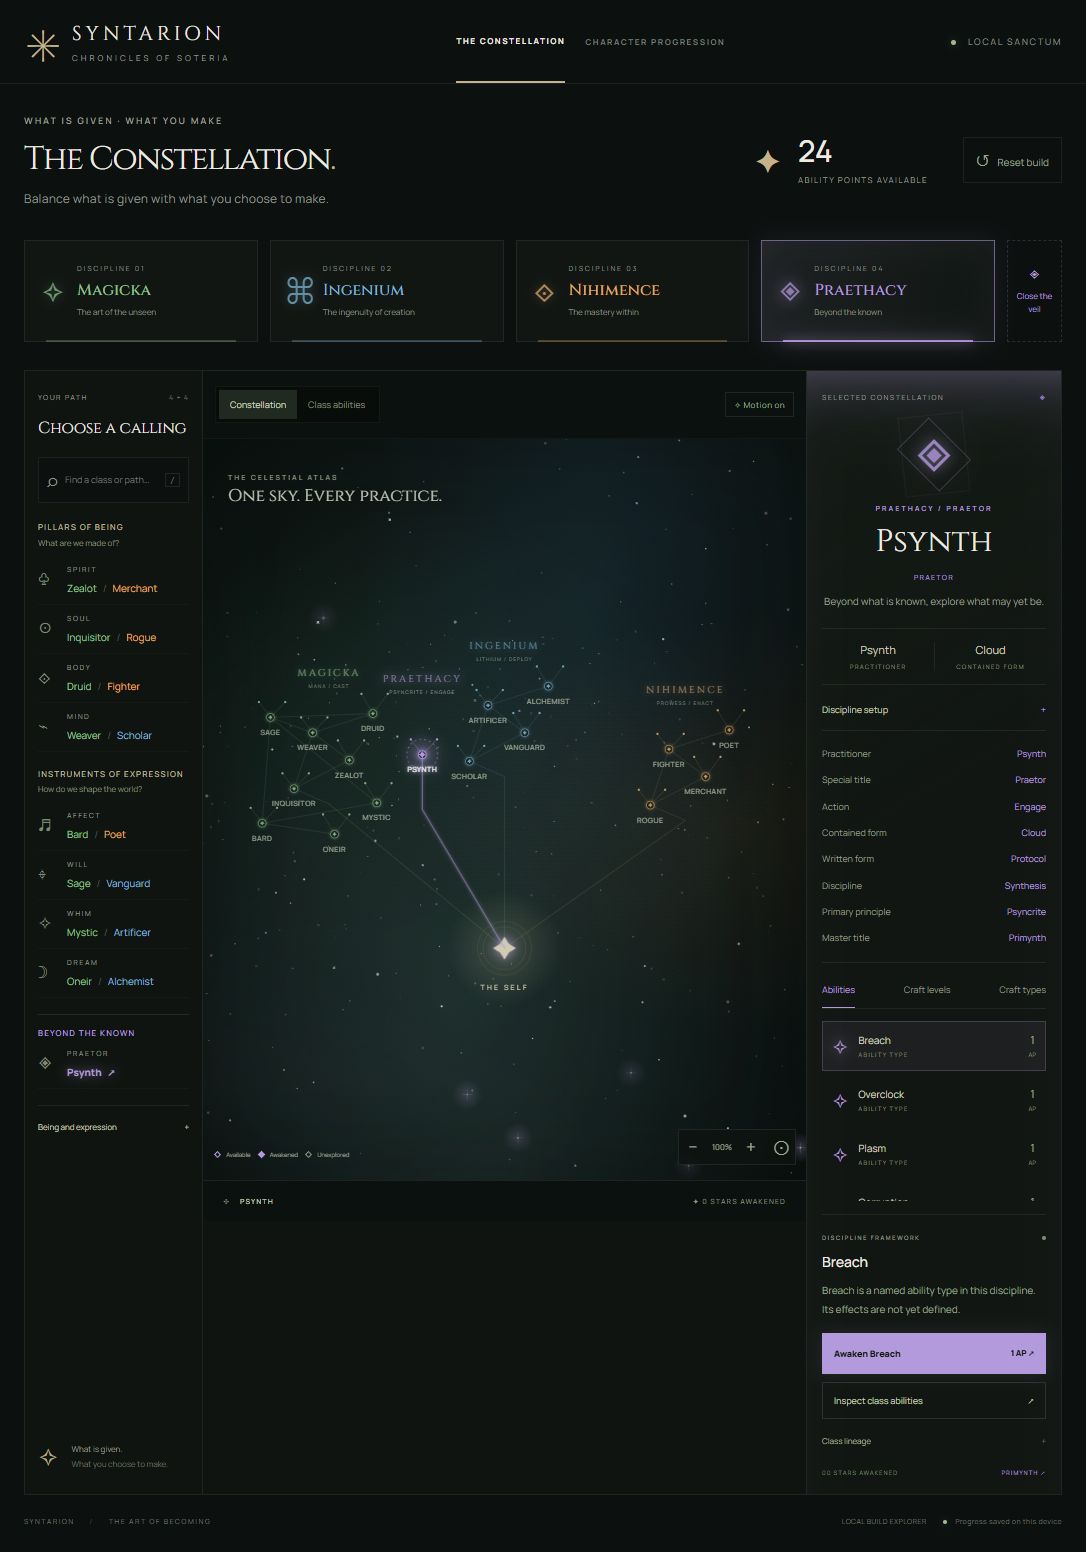 SYNTARION
CHRONICLES OF SOTERIA
THE CONSTELLATION
CHARACTER PROGRESSION
LOCAL SANCTUM
WHAT IS GIVEN · WHAT YOU MAKE
THE CONSTELLATION.
Balance what is given with what you choose to make.
24
ABILITY POINTS AVAILABLE
Reset build
DISCIPLINE 01
MAGICKA
The art of the unseen
DISCIPLINE 02
INGENIUM
The ingenuity of creation
DISCIPLINE 03
NIHIMENCE
The mastery within
DISCIPLINE 04
PRAETHACY
Beyond the known
Close the
veil
YOUR PATH
4 + 4
CHOOSE A CALLING
Find a class or path...
/
PILLARS OF BEING
What are we made of?
SPIRIT
Zealot / Merchant
SOUL
Inquisitor / Rogue
BODY
Druid / Fighter
MIND
Weaver / Scholar
INSTRUMENTS OF EXPRESSION
How do we shape the world?
AFFECT
Bard / Poet
WILL
Sage / Vanguard
WHIM
Mystic / Artificer
DREAM
Oneir / Alchemist
BEYOND THE KNOWN
PRAETOR
Psynth ↗
Being and expression +
What is given.
What you choose to make.
Constellation
Class abilities
Motion on
THE CELESTIAL ATLAS
ONE SKY. EVERY PRACTICE.
INGENIUM
LITHIUM / DEPLOY
MAGICKA
MANA / CAST
PRAETHACY
PSYNCRITE / ENGAGE
NIHIMENCE
PROWESS / ENACT
ALCHEMIST
ARTIFICER
SAGE
DRUID
WEAVER
VANGUARD
POET
FIGHTER
PSYNTH
ZEALOT
SCHOLAR
MERCHANT
INQUISITOR
MYSTIC
ROGUE
BARD
ONEIR
THE SELF
Available
Awakened
Unexplored
− 100% +
PSYNTH
0 STARS AWAKENED
SELECTED CONSTELLATION
PRAETHACY / PRAETOR
PSYNTH
PRAETOR
Beyond what is known, explore what may yet be.
Psynth
PRACTITIONER
Cloud
CONTAINED FORM
Discipline setup +
Practitioner Psynth
Special title Praetor
Action Engage
Contained form Cloud
Written form Protocol
Discipline Synthesis
Primary principle Psyncrite
Master title Primynth
Abilities
Craft levels
Craft types
Breach 1
ABILITY TYPE AP
Overclock 1
ABILITY TYPE AP
Plasm 1
ABILITY TYPE AP
DISCIPLINE FRAMEWORK
Breach
Breach is a named ability type in this discipline.
Its effects are not yet defined.
Awaken Breach 1 AP ↗
Inspect class abilities ↗
Class lineage +
00 STARS AWAKENED
PRIMYNTH ↗
SYNTARION / THE ART OF BECOMING
LOCAL BUILD EXPLORER
Progress saved on this device